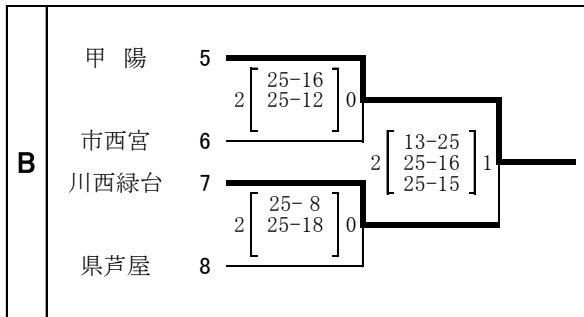 B
甲 陽 5
2 [ 25-16 25-12 ] 0
市西宮 6
2 [ 13-25 25-16 25-15 ] 1
川西緑台 7
2 [ 25- 8 25-18 ] 0
県芦屋 8